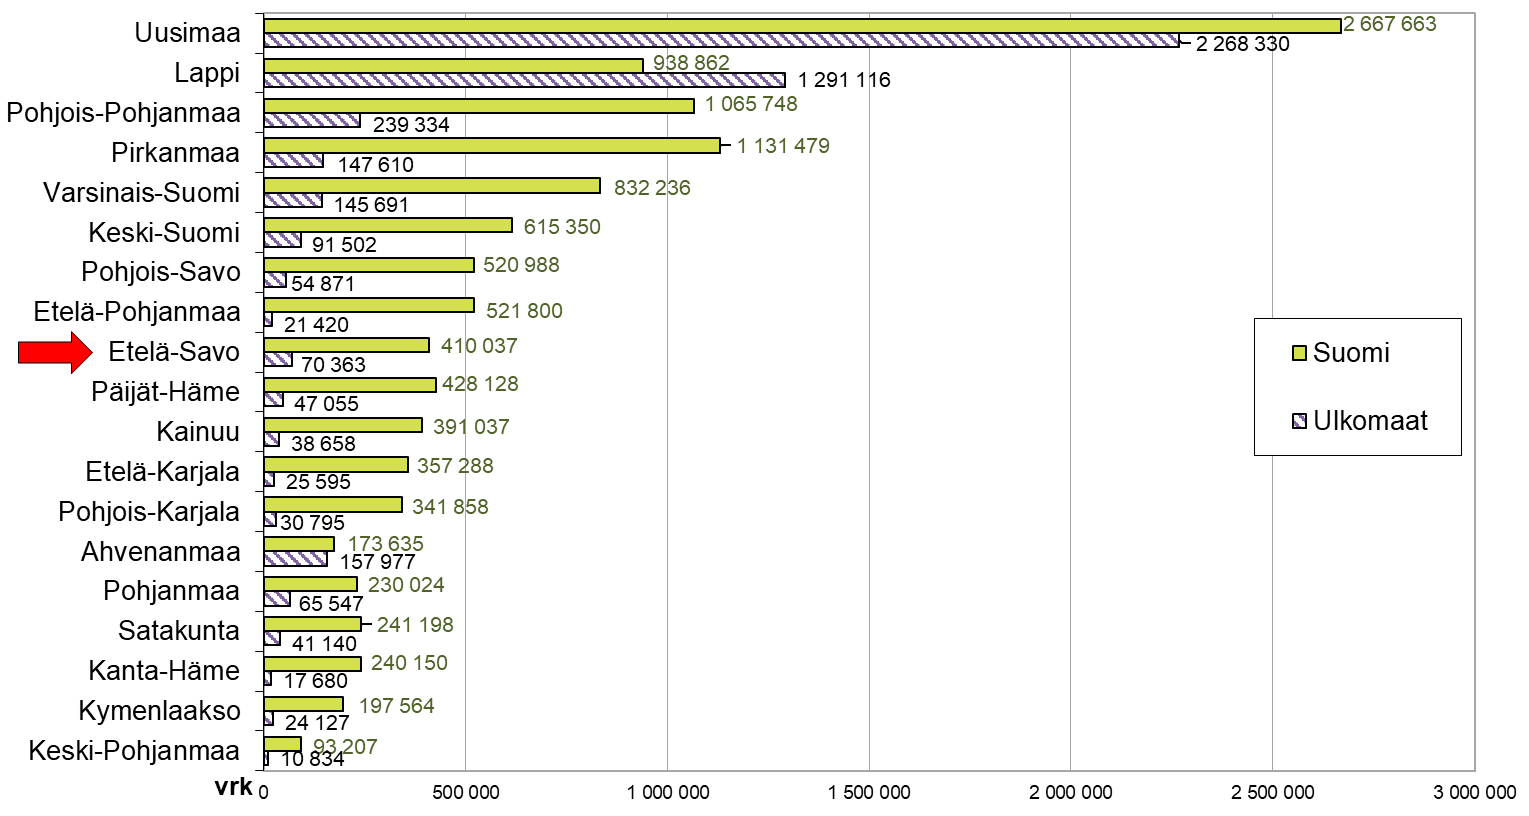 Uusimaa 2 667 663
2 268 330
Lappi 938 862
1 291 116
Pohjois-Pohjanmaa 1 065 748
239 334
Pirkanmaa 1 131 479
147 610
Varsinais-Suomi 832 236
145 691
Keski-Suomi 615 350
91 502
Pohjois-Savo 520 988
54 871
Etelä-Pohjanmaa 521 800
21 420
Etelä-Savo 410 037
70 363
Päijät-Häme 428 128
47 055
Kainuu 391 037
38 658
Etelä-Karjala 357 288
25 595
Pohjois-Karjala 341 858
30 795
Ahvenanmaa 173 635
157 977
Pohjanmaa 230 024
65 547
Satakunta 241 198
41 140
Kanta-Häme 240 150
17 680
Kymenlaakso 197 564
24 127
Keski-Pohjanmaa 93 207
10 834
vrk 0 500 000 1 000 000 1 500 000 2 000 000 2 500 000 3 000 000
Suomi
Ulkomaat